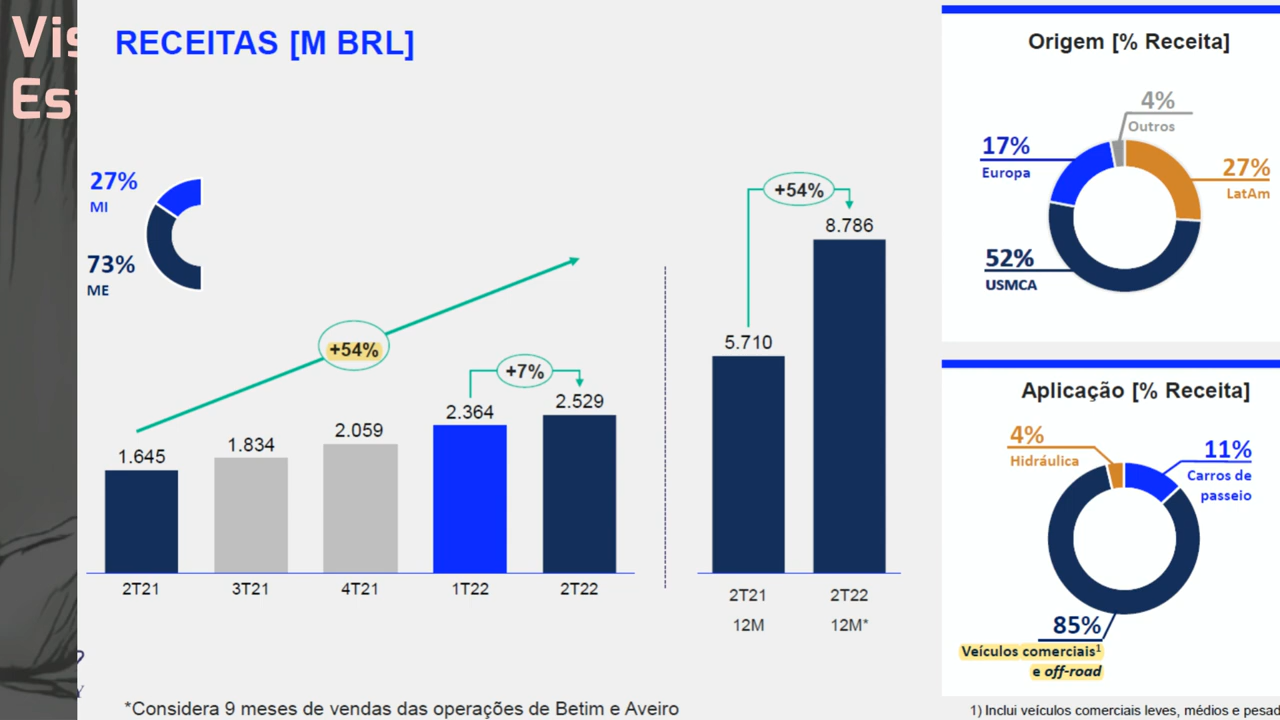 Vis
Est
RECEITAS [M BRL]
27%
MI
73%
ME
+54%
+7%
1.645
1.834
2.059
2.364
2.529
2T21
3T21
4T21
1T22
2T22
+54%
5.710
8.786
2T21
12M
2T22
12M*
*Considera 9 meses de vendas das operações de Betim e Aveiro
Origem [% Receita]
4%
Outros
17%
Europa
27%
LatAm
52%
USMCA
Aplicação [% Receita]
4%
Hidráulica
11%
Carros de
passeio
85%
Veículos comerciais¹
e off-road
1) Inclui veículos comerciais leves, médios e pesad